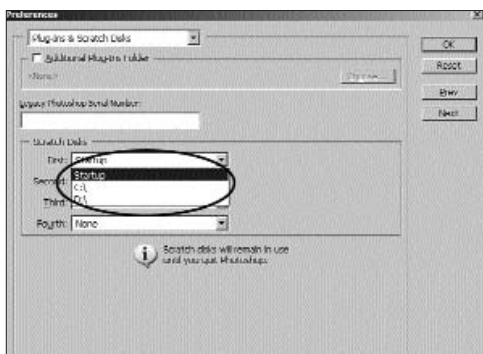 Preferences
Plug-Ins & Scratch Disks
OK
Additional Plug-Ins Folder
Reset
<None>
Choose...
Prev
Legacy Photoshop Serial Number:
Next
Scratch Disks
First: Startup
Startup
Second: C:\
Third: D:\
Fourth: None
Scratch disks will remain in use
until you quit Photoshop.